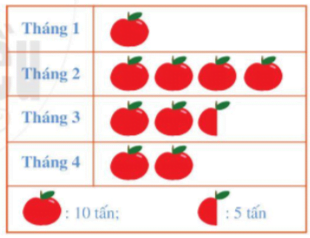 Tháng 1
Tháng 2
Tháng 3
Tháng 4
: 10 tấn; : 5 tấn